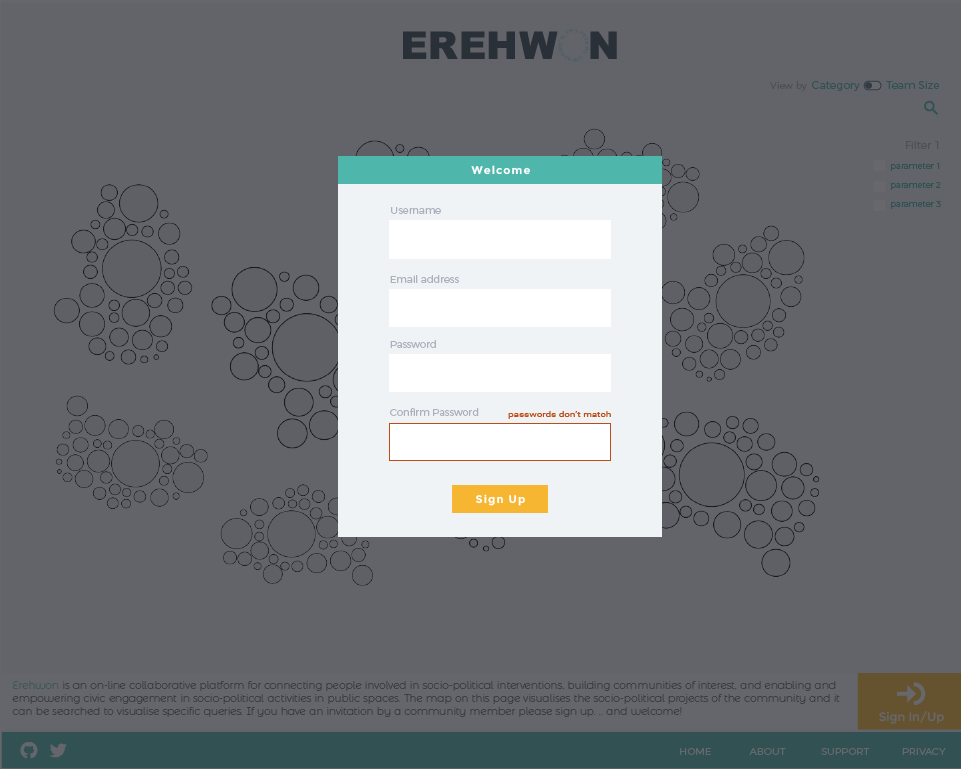 EREHWON
View by Category Team Size
Filter 1
parameter 1
parameter 2
parameter 3
Welcome
Username
Email address
Password
Confirm Password passwords don't match
Sign Up
Erehwon is an on-line collaborative platform for connecting people involved in socio-political interventions, building communities of interest, and enabling and
empowering civic engagement in socio-political activities in public spaces. The map on this page visualises the socio-political projects of the community and it
can be searched to visualise specific queries. If you have an invitation by a community member please sign up. .. and welcome!
Sign in/Up
HOME ABOUT SUPPORT PRIVACY